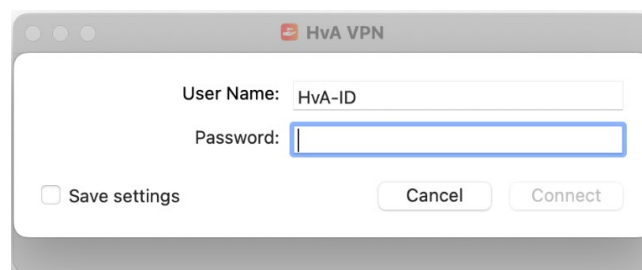 HvA VPN
User Name: HvA-ID
Password:
Save settings Cancel Connect